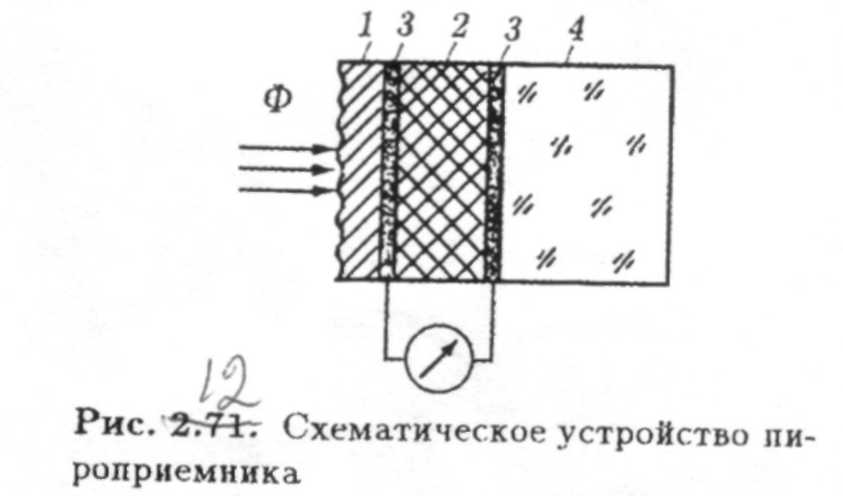 1 3 2 3 4
Ф
12
Рис. 2.71. Схематическое устройство пи-
роприемника